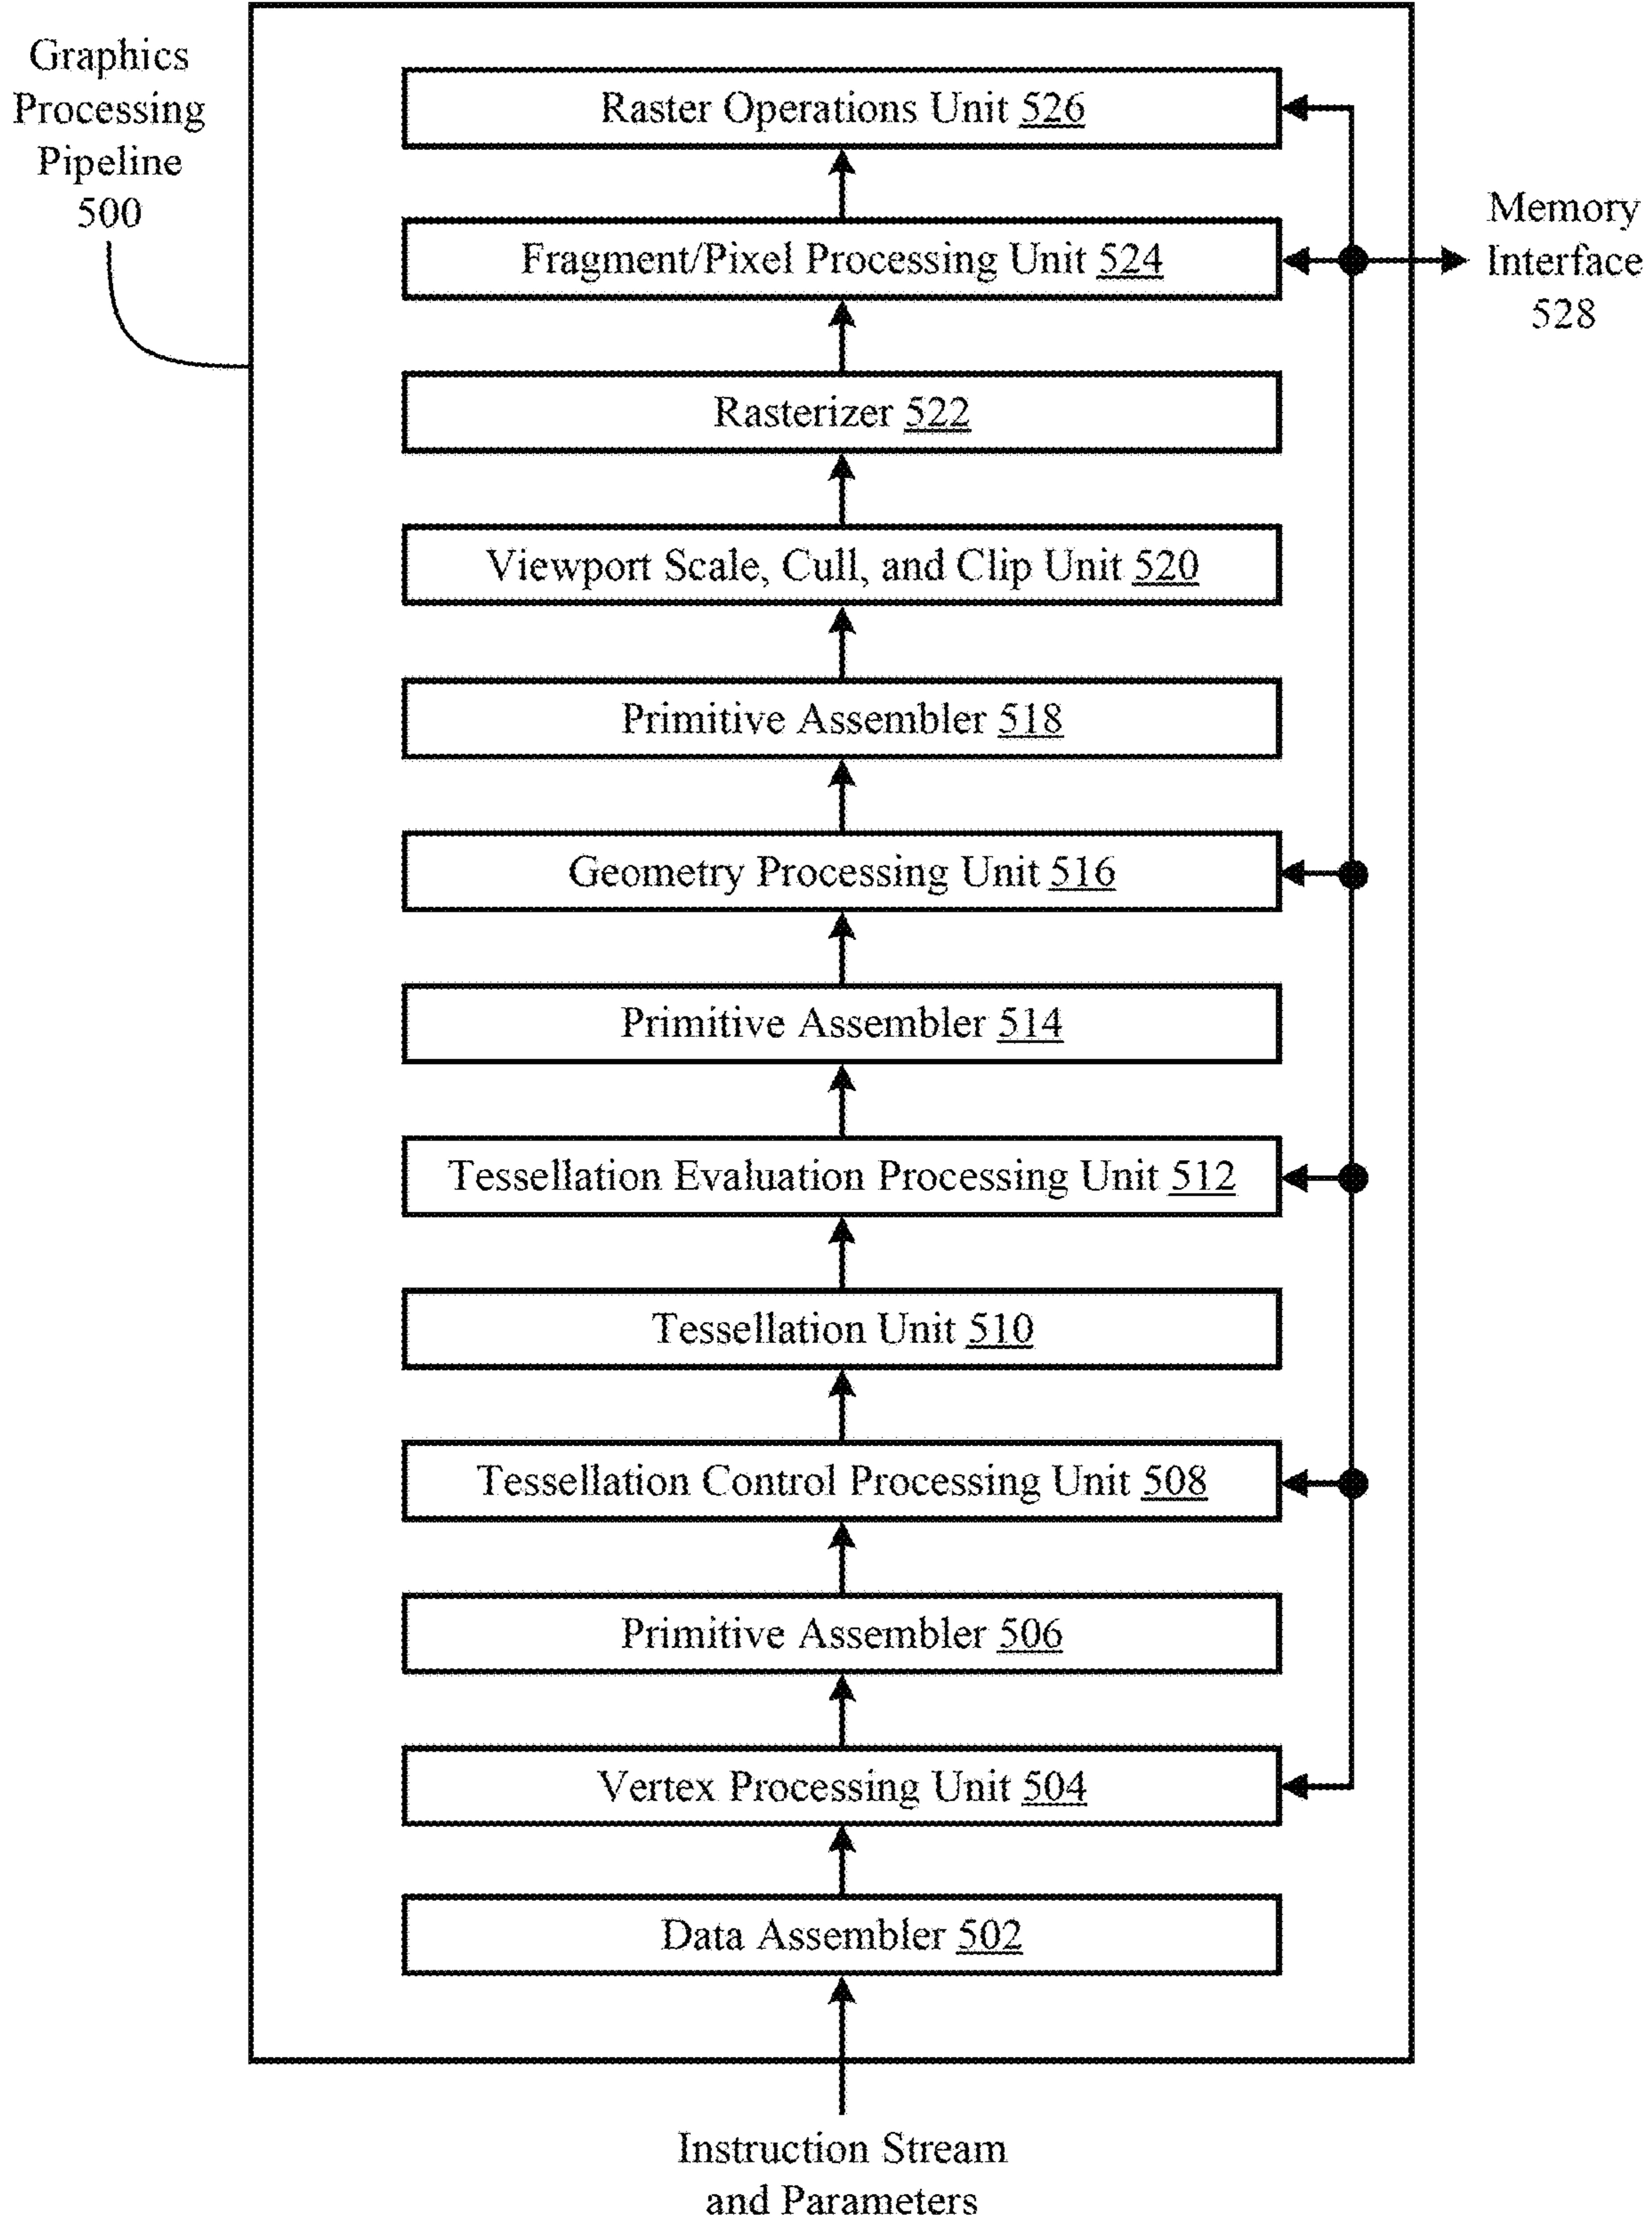 Graphics
Processing
Pipeline
500
Raster Operations Unit 526
Fragment/Pixel Processing Unit 524
Memory
Interface
528
Rasterizer 522
Viewport Scale, Cull, and Clip Unit 520
Primitive Assembler 518
Geometry Processing Unit 516
Primitive Assembler 514
Tessellation Evaluation Processing Unit 512
Tessellation Unit 510
Tessellation Control Processing Unit 508
Primitive Assembler 506
Vertex Processing Unit 504
Data Assembler 502
Instruction Stream
and Parameters